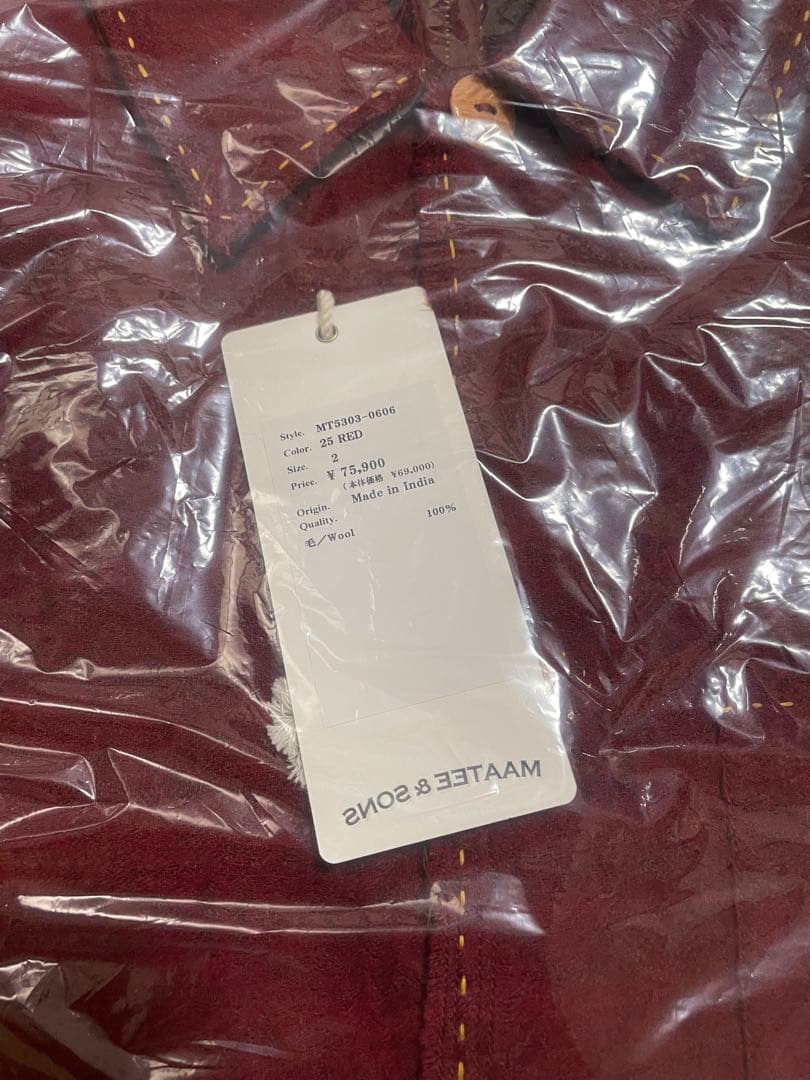 Style. MT5303-0606
Color. 25 RED
Size. 2
Price. ¥ 75,900
(本体価格 ¥69,000)
Origin. Made in India
Quality.
毛/Wool 100%
MAATEE & SONS